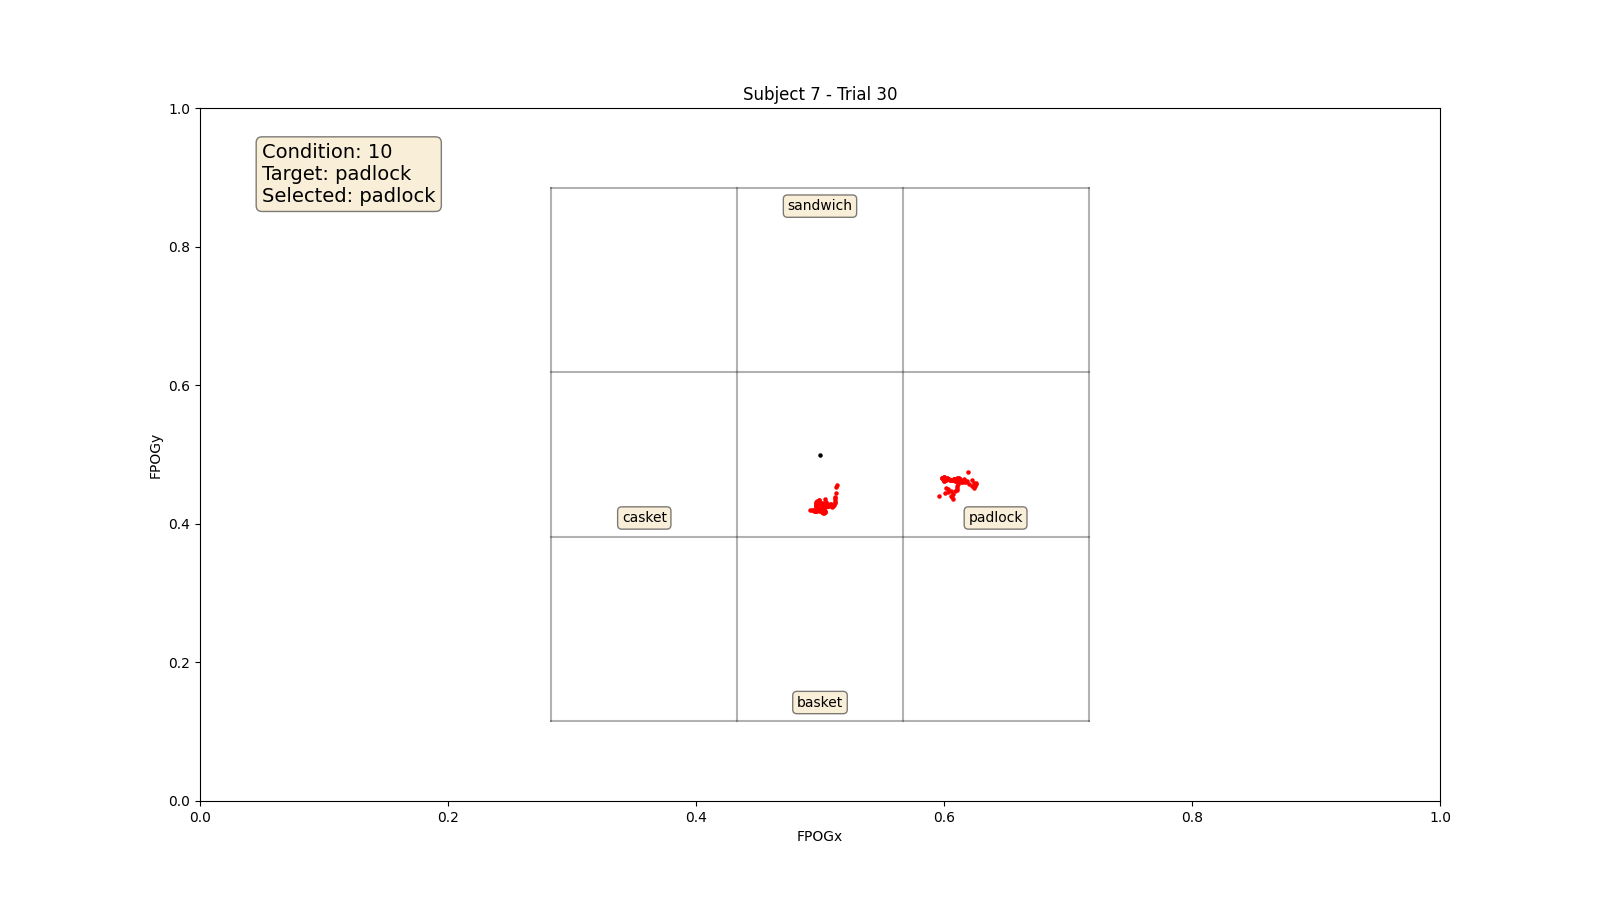 Subject 7 - Trial 30
1.0
Condition: 10
Target: padlock
Selected: padlock
sandwich
0.8
0.6
FPOGy
casket
padlock
0.4
0.2
basket
0.0
0.0
0.2
0.4
0.6
0.8
1.0
FPOGx